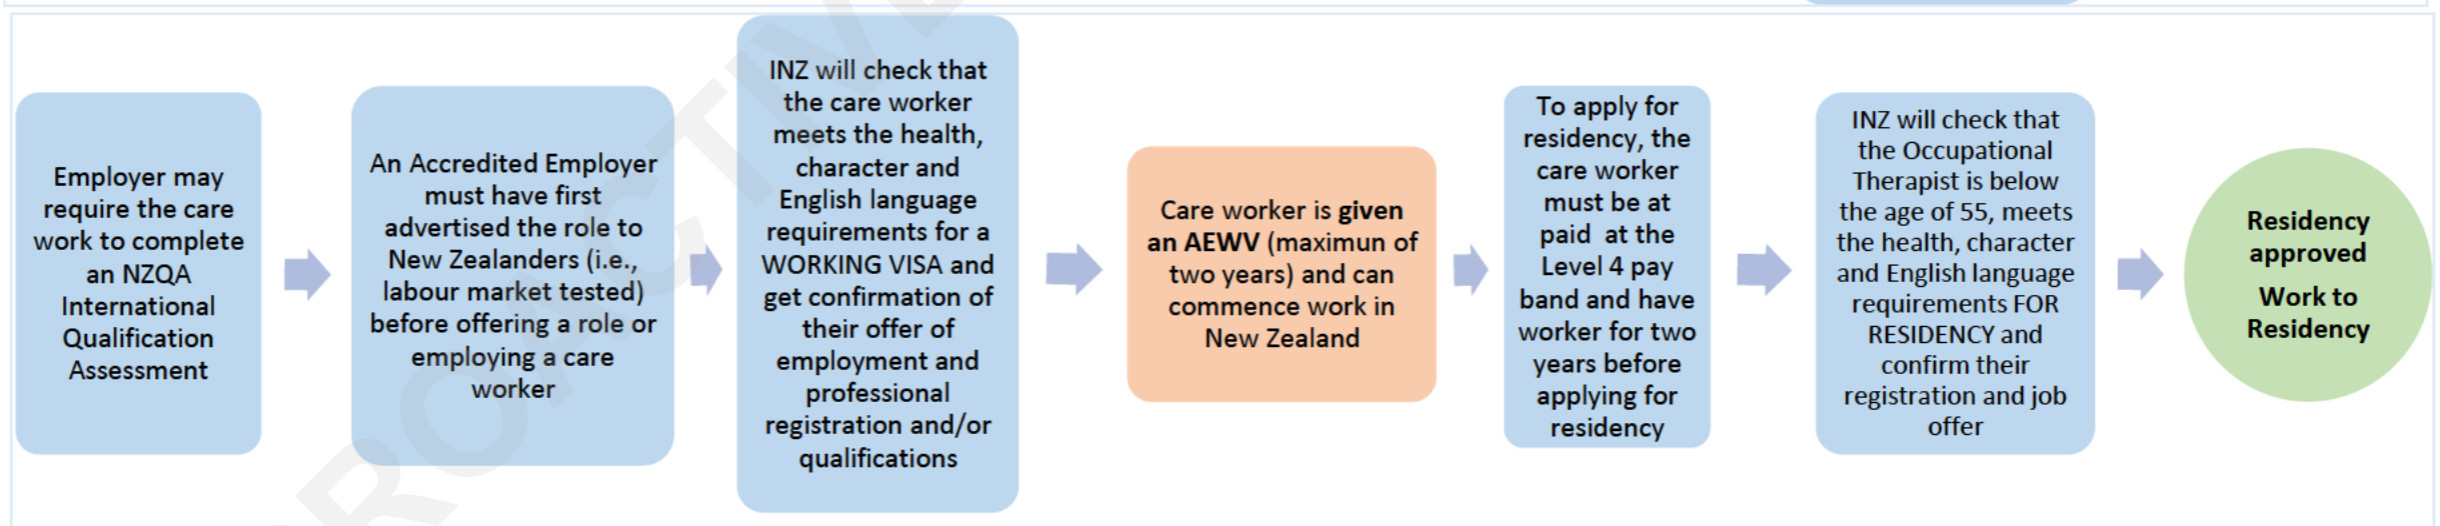 Employer may
require the care
work to complete
an NZQA
International
Qualification
Assessment
An Accredited Employer
must have first
advertised the role to
New Zealanders (i.e.,
labour market tested)
before offering a role or
employing a care
worker
INZ will check that
the care worker
meets the health,
character and
English language
requirements for a
WORKING VISA and
get confirmation of
their offer of
employment and
professional
registration and/or
qualifications
Care worker is given
an AEWV (maximun of
two years) and can
commence work in
New Zealand
To apply for
residency, the
care worker
must be at
paid at the
Level 4 pay
band and have
worker for two
years before
applying for
residency
INZ will check that
the Occupational
Therapist is below
the age of 55, meets
the health, character
and English language
requirements FOR
RESIDENCY and
confirm their
registration and job
offer
Residency
approved
Work to
Residency